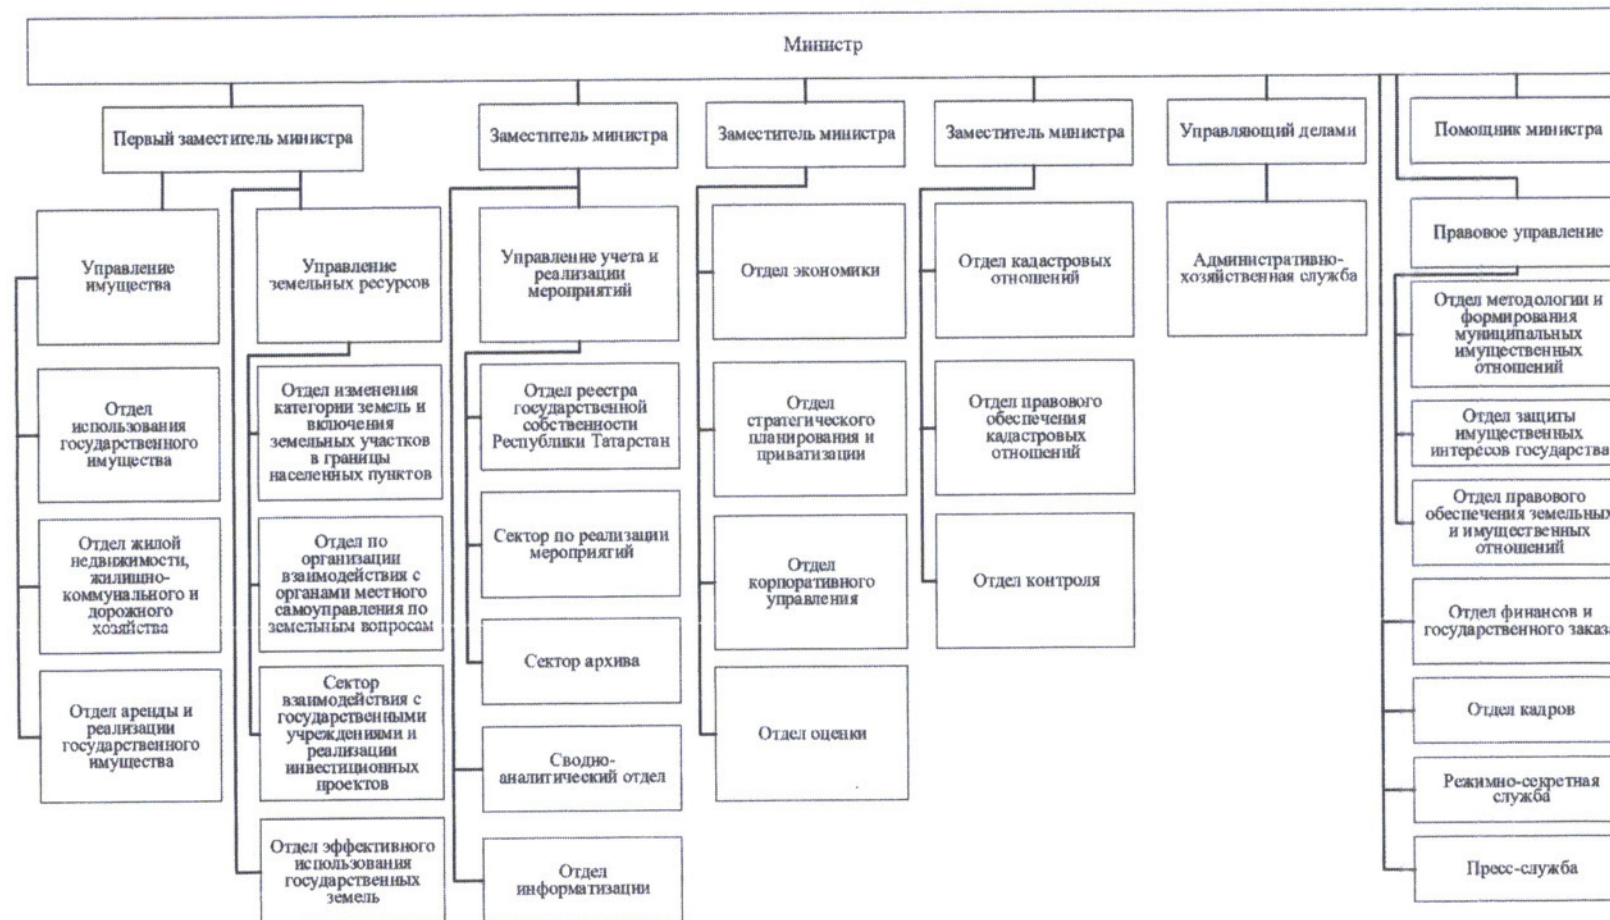 Министр
Первый заместитель министра
Заместитель министра
Заместитель министра
Заместитель министра
Управляющий делами
Помощник министра
Управление
имущества
Управление
земельных ресурсов
Управление учета и
реализации
мероприятий
Отдел экономики
Отдел кадастровых
отношений
Административно-
хозяйственная служба
Правовое управление
Отдел методологии и
формирования
муниципальных
имущественных
отношений
Отдел
использования
государственного
имущества
Отдел изменения
категории земель и
включения
земельных участков
в границы
населенных пунктов
Отдел реестра
государственной
собственности
Республики Татарстан
Отдел
стратегического
планирования и
приватизации
Отдел правового
обеспечения
кадастровых
отношений
Отдел защиты
имущественных
интересов государства
Отдел правового
обеспечения земельных
и имущественных
отношений
Отдел жилой
недвижимости,
жилищно-
коммунального и
дорожного
хозяйства
Отдел по
организации
взаимодействия с
органами местного
самоуправления по
земельным вопросам
Сектор по реализации
мероприятий
Отдел
корпоративного
управления
Отдел контроля
Отдел финансов и
государственного заказа
Отдел аренды и
реализации
государственного
имущества
Сектор
взаимодействия с
государственными
учреждениями и
реализации
инвестиционных
проектов
Сектор архива
Отдел оценки
Отдел кадров
Сводно-
аналитический отдел
Режимно-секретная
служба
Отдел эффективного
использования
государственных
земель
Отдел
информатизации
Пресс-служба